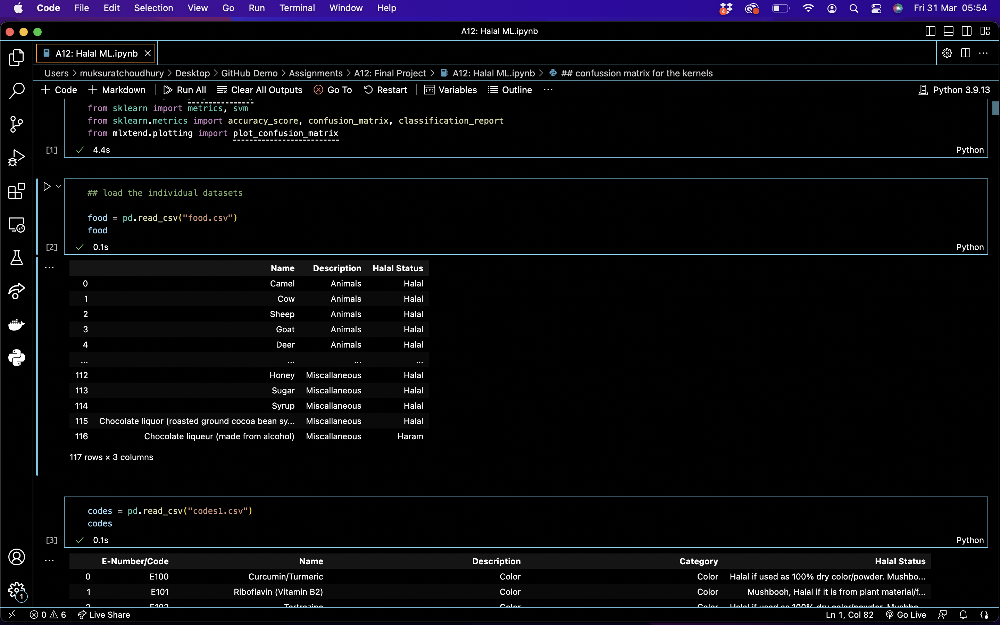 Code File Edit Selection View Go Run Terminal Window Help 4 Fri 31 Mar 05:54
A12: Halal ML.ipynb
A12: Halal ML.ipynb
Users > muksuratchoudhury > Desktop > GitHub Demo > Assignments > A12: Final Project > A12: Halal ML.ipynb > ## confussion matrix for the kernels
+ Code + Markdown Run All Clear All Outputs Go To Restart Variables Outline ... Python 3.9.13
from sklearn import metrics, svm
from sklearn.metrics import accuracy_score, confusion_matrix, classification_report
from mlxtend.plotting import plot_confusion_matrix
[1] ✓ 4.4s Python
## load the individual datasets
food = pd.read_csv("food.csv")
food
[2] ✓ 0.1s Python
... Name Description Halal Status
0 Camel Animals Halal
1 Cow Animals Halal
2 Sheep Animals Halal
3 Goat Animals Halal
4 Deer Animals Halal
... ... ... ...
112 Honey Miscallaneous Halal
113 Sugar Miscallaneous Halal
114 Syrup Miscallaneous Halal
115 Chocolate liquor (roasted ground cocoa bean sy... Miscallaneous Halal
116 Chocolate liqueur (made from alcohol) Miscallaneous Haram
117 rows × 3 columns
codes = pd.read_csv("codes1.csv")
codes
[3] ✓ 0.1s Python
... E-Number/Code Name Description Category Halal Status
0 E100 Curcumin/Turmeric Color Color Halal if used as 100% dry color/powder. Mushbo...
1 E101 Riboflavin (Vitamin B2) Color Color Mushbooh, Halal if it is from plant material/f...
2 E102 Tartrazine Color Color Halal if used as 100% dry color/powder. Mushbo...
1
0 6 Live Share Ln 1, Col 82 Go Live